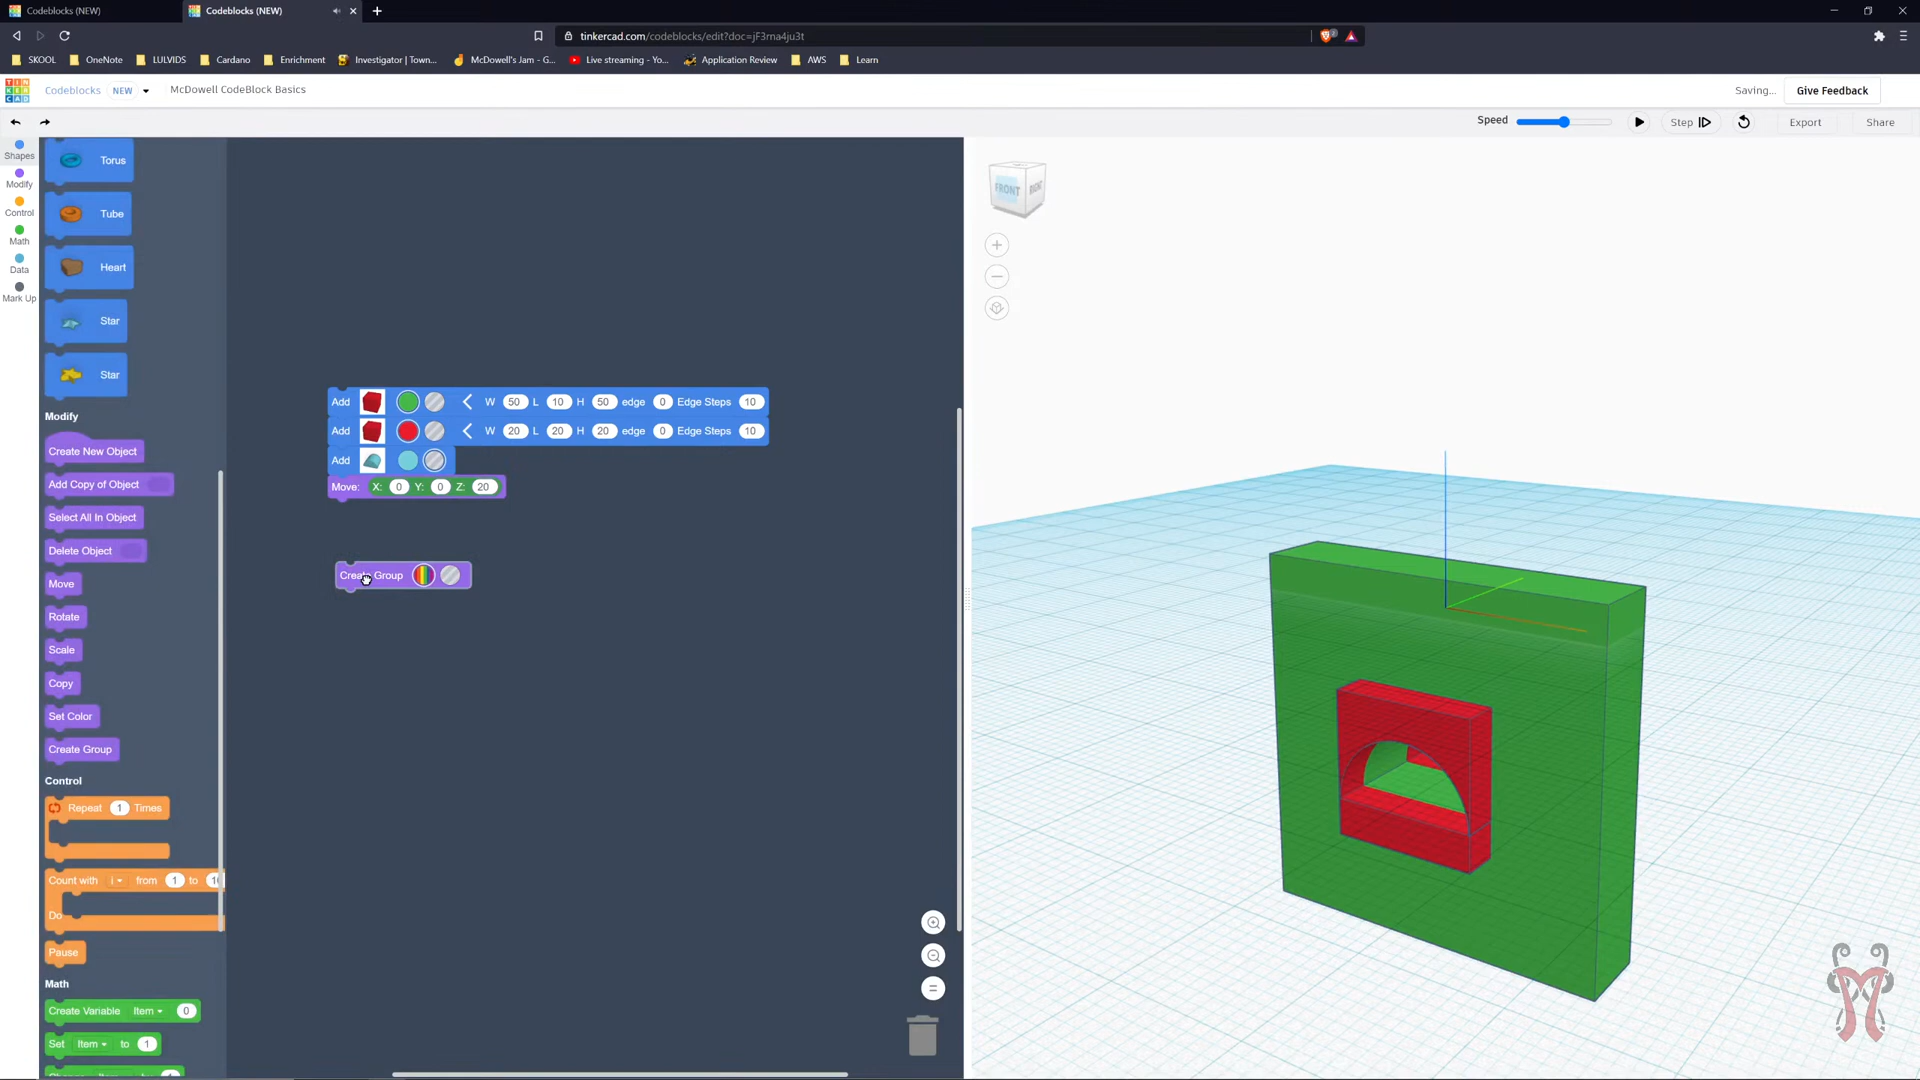 Codeblocks (NEW)
Codeblocks (NEW)
tinkercad.com/codeblocks/edit?doc=jF3ma4ju3t
2
SKOOL
OneNote
LULVIDS
Cardano
Enrichment
Investigator | Town...
McDowell's Jam - G...
Live streaming - Yo...
Application Review
AWS
Learn
TIN
KER
CAD
Codeblocks NEW
McDowell CodeBlock Basics
Saving...
Give Feedback
Speed
Step
Export
Share
Shapes
Modify
Control
Math
Data
Mark Up
Torus
Tube
Heart
Star
Star
Modify
Create New Object
Add Copy of Object
Select All In Object
Delete Object
Move
Rotate
Scale
Copy
Set Color
Create Group
Control
Repeat 1 Times
Count with i from 1 to 10
Do
Pause
Math
Create Variable Item 0
Set Item to 1
Add W 50 L 10 H 50 edge 0 Edge Steps 10
Add W 20 L 20 H 20 edge 0 Edge Steps 10
Add
Move: X: 0 Y: 0 Z: 20
Create Group
FRONT
RIGHT